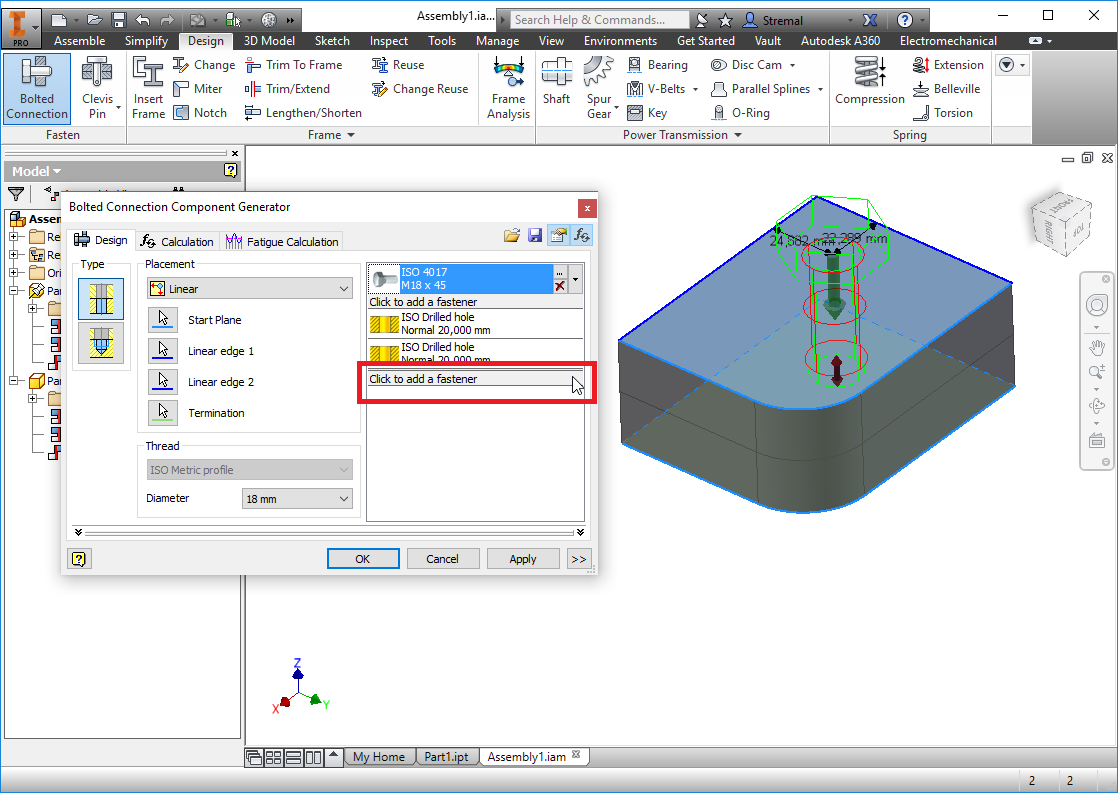 PRO
Assembly1.ia...
Search Help & Commands...
Stremal
Assemble Simplify Design 3D Model Sketch Inspect Tools Manage View Environments Get Started Vault Autodesk A360 Electromechanical
Bolted Connection
Clevis Pin
Fasten
Insert Frame
Change
Miter
Notch
Trim To Frame
Trim/Extend
Lengthen/Shorten
Reuse
Change Reuse
Frame Analysis
Frame
Shaft
Spur Gear
Bearing
V-Belts
Key
Disc Cam
Parallel Splines
O-Ring
Power Transmission
Compression
Extension
Belleville
Torsion
Spring
Model
Assem
Re
Re
Ori
Par
Par
Bolted Connection Component Generator
Design Calculation Fatigue Calculation
Type
Placement
Linear
Start Plane
Linear edge 1
Linear edge 2
Termination
Thread
ISO Metric profile
Diameter
18 mm
ISO 4017
M18 x 45
...
Click to add a fastener
ISO Drilled hole
Normal 20,000 mm
ISO Drilled hole
Normal 20,000 mm
Click to add a fastener
OK Cancel Apply >>
FRONT
RIGHT
TOP
Z
X
Y
My Home Part1.ipt Assembly1.iam
2 2